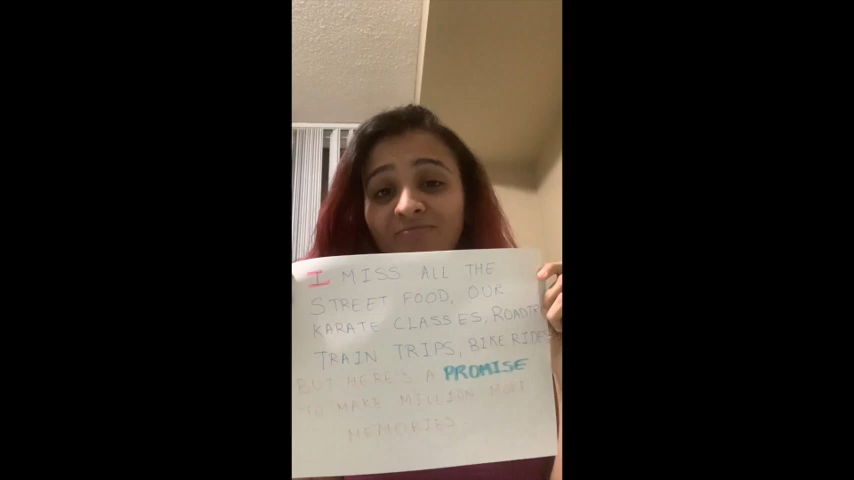 I MISS ALL THE
STREET FOOD, OUR
KARATE CLASSES, ROADTR
TRAIN TRIPS, BIKE RIDES
BUT HERE'S A PROMISE
TO MAKE MILLION MORE
MEMORIES.